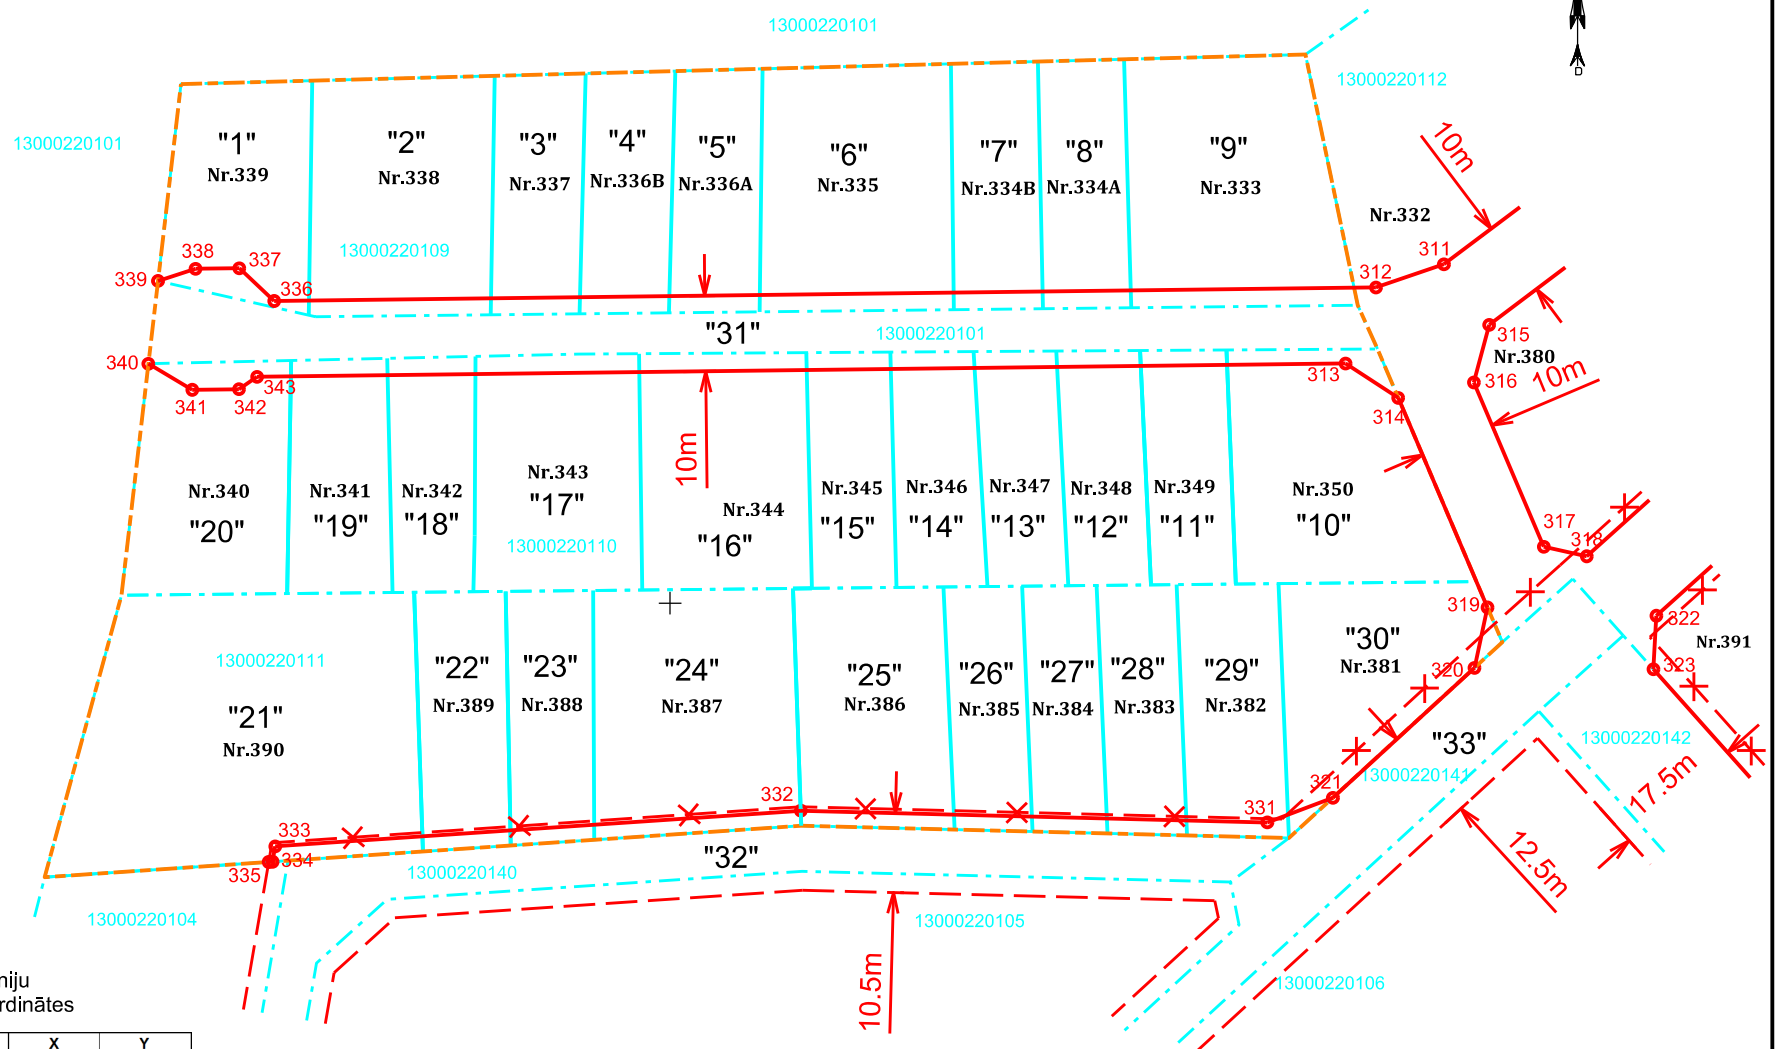 13000220101
13000220112
13000220101
"1"
Nr.339
"2"
Nr.338
"3"
Nr.337
"4"
Nr.336B
"5"
Nr.336A
"6"
Nr.335
"7"
Nr.334B
"8"
Nr.334A
"9"
Nr.333
10m
Nr.332
13000220109
339
338
337
336
312
311
315
Nr.380
316
10m
"31"
13000220101
340
341
342
343
313
314
10m
Nr.340
"20"
Nr.341
"19"
Nr.342
"18"
Nr.343
"17"
13000220110
Nr.344
"16"
Nr.345
"15"
Nr.346
"14"
Nr.347
"13"
Nr.348
"12"
Nr.349
"11"
Nr.350
"10"
317
318
319
322
Nr.391
323
320
13000220111
"21"
Nr.390
"22"
Nr.389
"23"
Nr.388
"24"
Nr.387
"25"
Nr.386
"26"
Nr.385
"27"
Nr.384
"28"
Nr.383
"29"
Nr.382
"30"
Nr.381
"33"
13000220142
13000220141
17.5m
12.5m
321
331
332
333
334
335
"32"
13000220140
13000220104
13000220105
10.5m
13000220106
niju
rdinātes
X Y